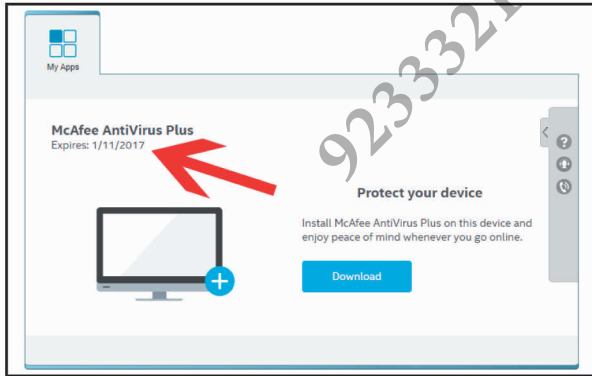 My Apps
McAfee AntiVirus Plus
Expires: 1/11/2017
Protect your device
Install McAfee AntiVirus Plus on this device and
enjoy peace of mind whenever you go online.
Download